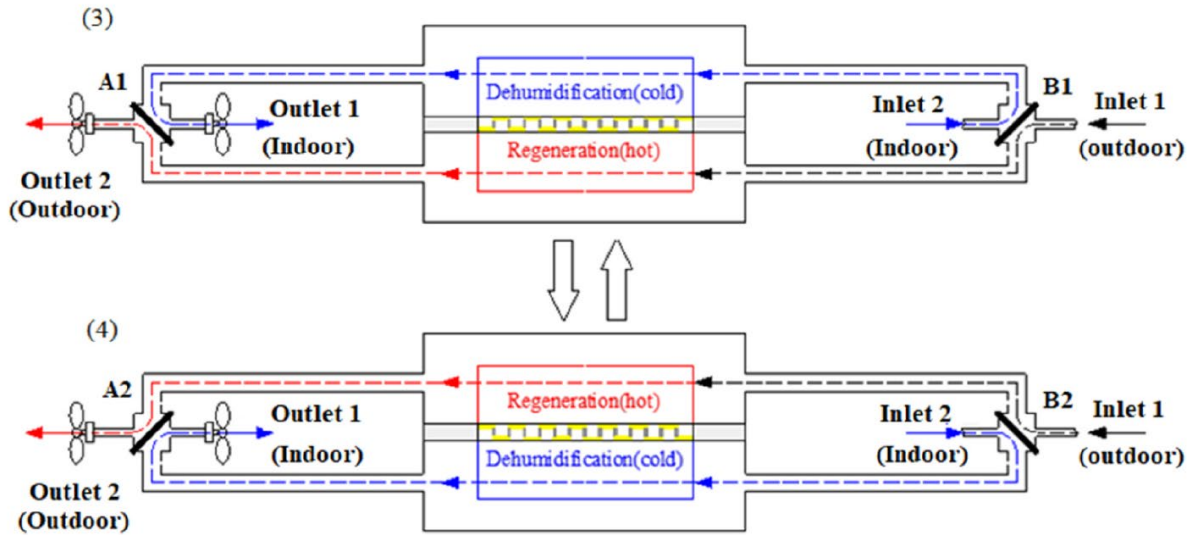 (3)
A1
Outlet 1
(Indoor)
Outlet 2
(Outdoor)
Dehumidification(cold)
Regeneration(hot)
Inlet 2
(Indoor)
B1
Inlet 1
(outdoor)
(4)
A2
Outlet 1
(Indoor)
Outlet 2
(Outdoor)
Regeneration(hot)
Dehumidification(cold)
Inlet 2
(Indoor)
B2
Inlet 1
(outdoor)